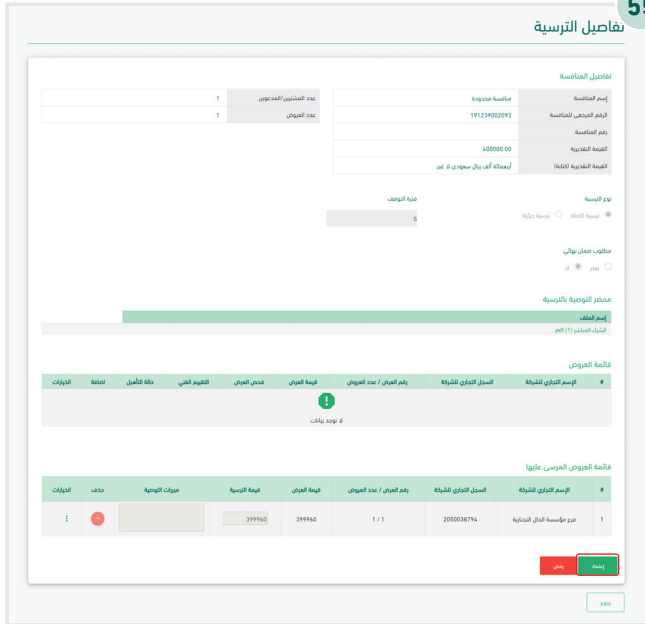 55
تفاصيل الترسية
تفاصيل المنافسة
إسم المنافسة منافسة محدودة عدد المشترين/المدعوين 1
الرقم المرجعي للمنافسة 191239002093 عدد العروض 1
رقم المنافسة
القيمة التقديرية 400000.00
القيمة التقديرية (كتابة) أربعمائة ألف ريال سعودي لا غير
نوع الترسية فترة التوقف
ترسية كاملة ترسية جزئية 5
مطلوب ضمان نهائي
نعم لا
محضر التوصية بالترسية
إسم الملف
الشراء المباشر (1).pdf
قائمة العروض
# الإسم التجاري للشركة السجل التجاري للشركة رقم العرض / عدد العروض قيمة العرض فحص العرض التقييم الفني حالة التأهيل اضافة الخيارات
لا توجد بيانات
قائمة العروض المرسى عليها
# الإسم التجاري للشركة السجل التجاري للشركة رقم العرض / عدد العروض قيمة العرض قيمة الترسية مبررات التوصية حذف الخيارات
1 فرع مؤسسة الدال التجارية 2050038794 1 / 1 399960 399960
إعتماد رفض
رجوع